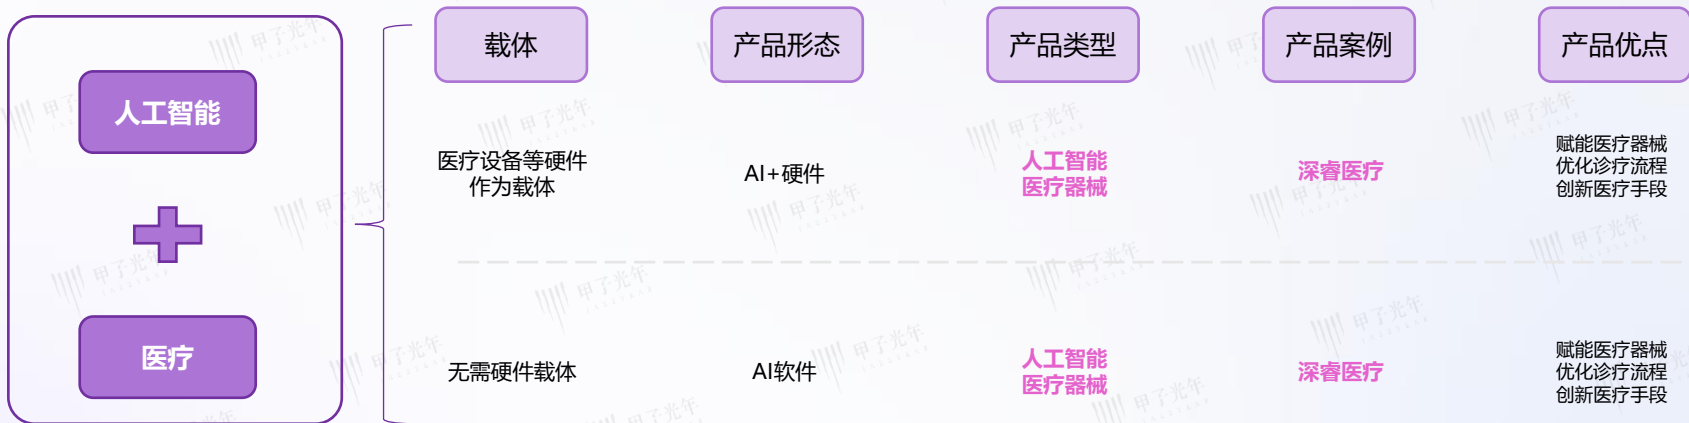 人工智能
医疗
载体
产品形态
产品类型
产品案例
产品优点
医疗设备等硬件
作为载体
AI+硬件
人工智能
医疗器械
深睿医疗
赋能医疗器械
优化诊疗流程
创新医疗手段
无需硬件载体
AI软件
人工智能
医疗器械
深睿医疗
赋能医疗器械
优化诊疗流程
创新医疗手段
甲子光年